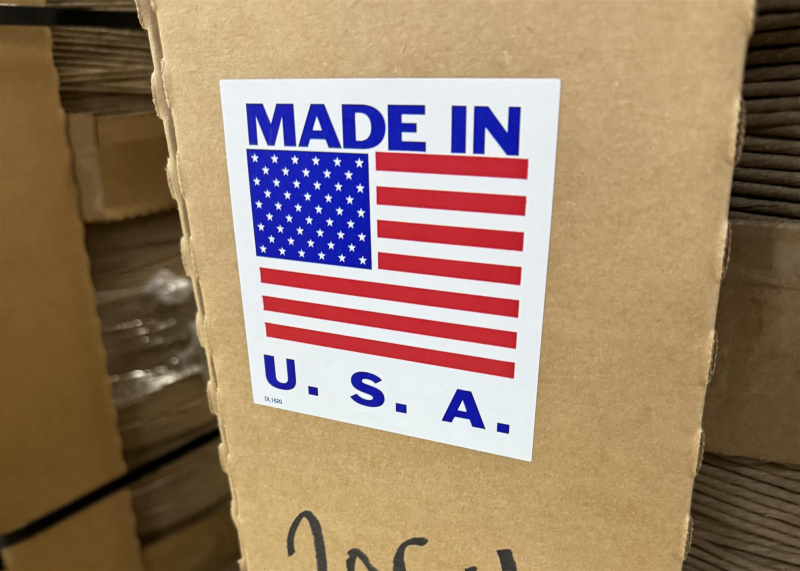 MADE IN
U. S. A.
DL1620